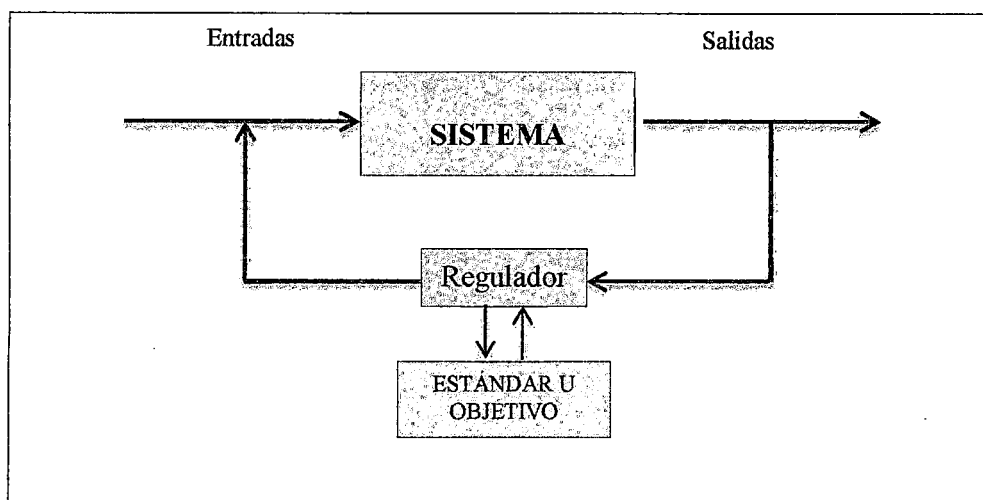 Entradas
Salidas
SISTEMA
Regulador
ESTÁNDAR U
OBJETIVO